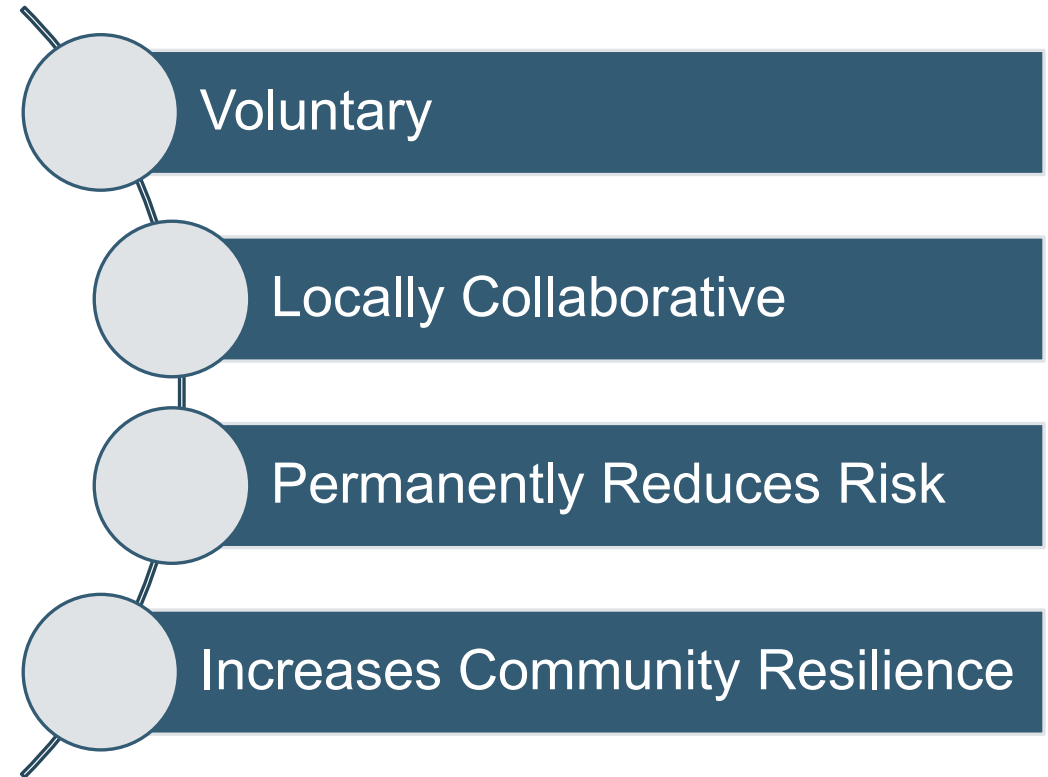 Voluntary
Locally Collaborative
Permanently Reduces Risk
Increases Community Resilience